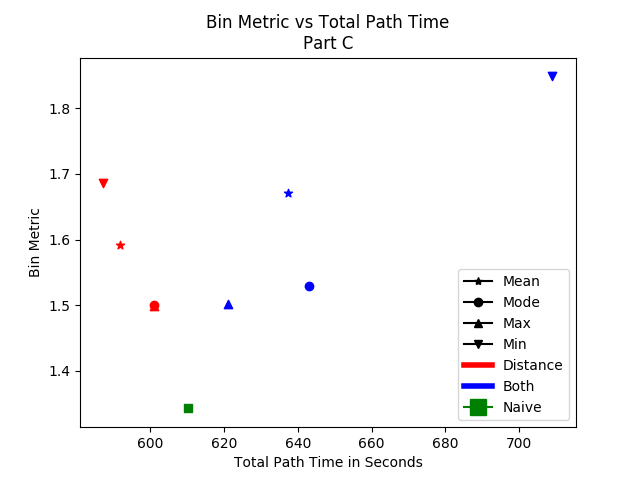 Bin Metric vs Total Path Time
Part C
Bin Metric
1.8
1.7
1.6
1.5
1.4
Mean
Mode
Max
Min
Distance
Both
Naive
600 620 640 660 680 700
Total Path Time in Seconds